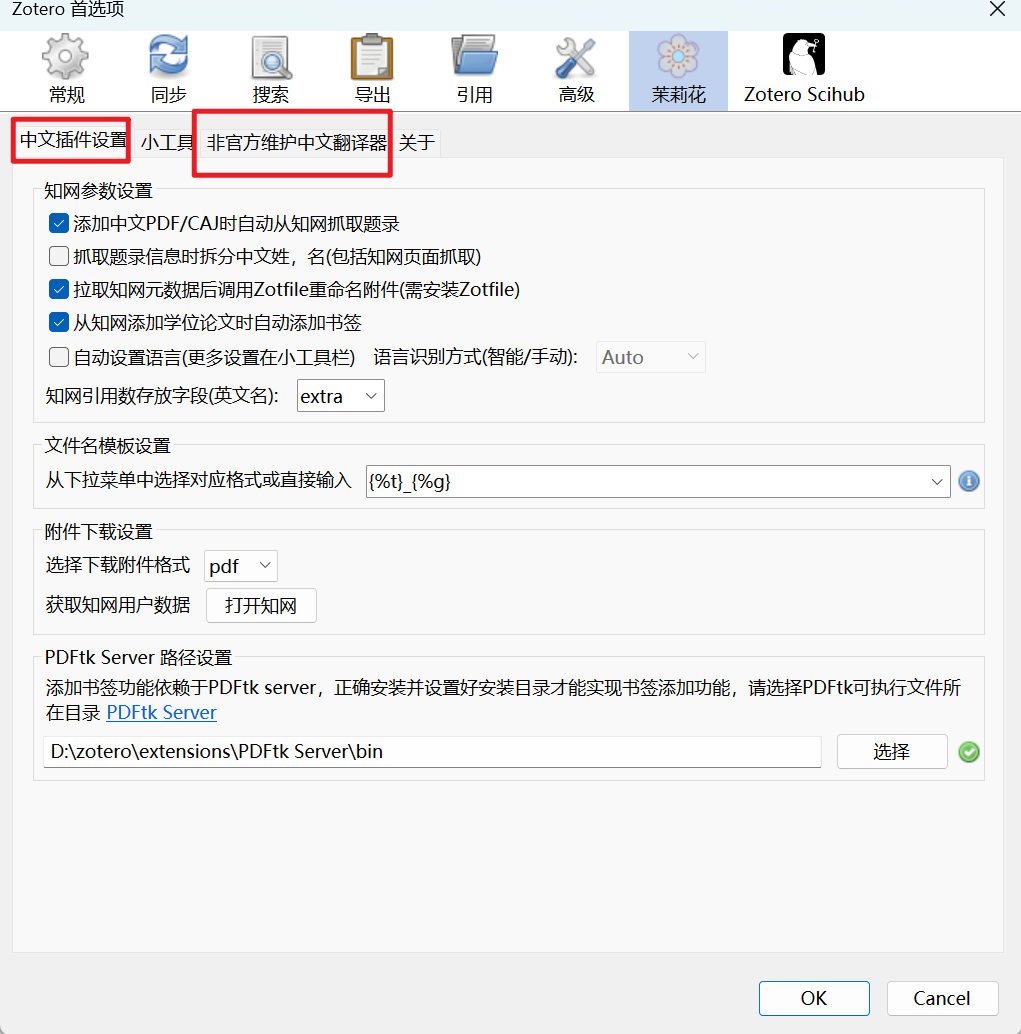 Zotero 首选项
常规 同步 搜索 导出 引用 高级 茉莉花 Zotero Scihub
中文插件设置 小工具 非官方维护中文翻译器 关于
知网参数设置
添加中文PDF/CAJ时自动从知网抓取题录
抓取题录信息时拆分中文姓，名(包括知网页面抓取)
拉取知网元数据后调用Zotfile重命名附件(需安装Zotfile)
从知网添加学位论文时自动添加书签
自动设置语言(更多设置在小工具栏) 语言识别方式(智能/手动): Auto
知网引用数存放字段(英文名): extra
文件名模板设置
从下拉菜单中选择对应格式或直接输入 {%t}_{%g}
附件下载设置
选择下载附件格式 pdf
获取知网用户数据 打开知网
PDFtk Server 路径设置
添加书签功能依赖于PDFtk server，正确安装并设置好安装目录才能实现书签添加功能，请选择PDFtk可执行文件所
在目录 PDFtk Server
D:\zotero\extensions\PDFtk Server\bin 选择
OK Cancel